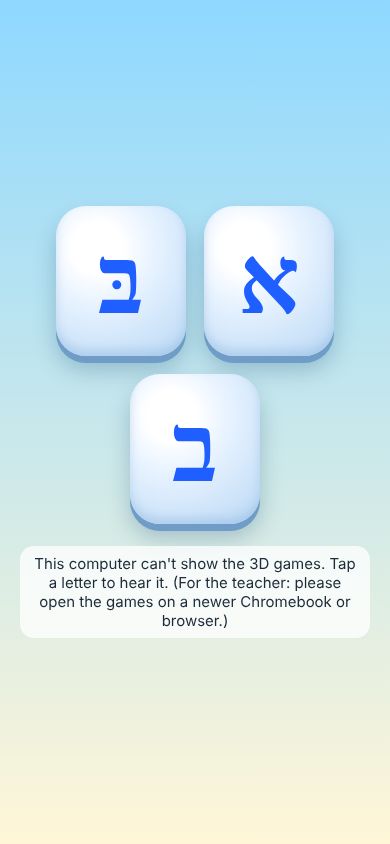 א בּ
ב
This computer can't show the 3D games. Tap
a letter to hear it. (For the teacher: please
open the games on a newer Chromebook or
browser.)